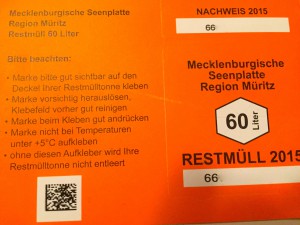 Mecklenburgische Seenplatte
Region Müritz
Restmüll 60 Liter
Bitte beachten:
• Marke bitte gut sichtbar auf den
Deckel Ihrer Restmülltonne kleben
• Marke vorsichtig herauslösen,
Klebefeld vorher gut reinigen
• Marke beim Kleben gut andrücken
• Marke nicht bei Temperaturen
unter +5°C aufkleben
• ohne diesen Aufkleber wird Ihre
Restmülltonne nicht entleert
NACHWEIS 2015
66
Mecklenburgische
Seenplatte
Region Müritz
60 Liter
RESTMÜLL 2015
66